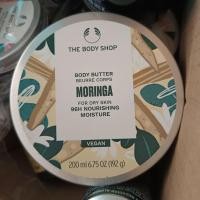 THE BODY SHOP
BODY BUTTER
BEURRE CORPS
MORINGA
FOR DRY SKIN
96H NOURISHING
MOISTURE
VEGAN
200 ml 6.75 OZ (192 g)